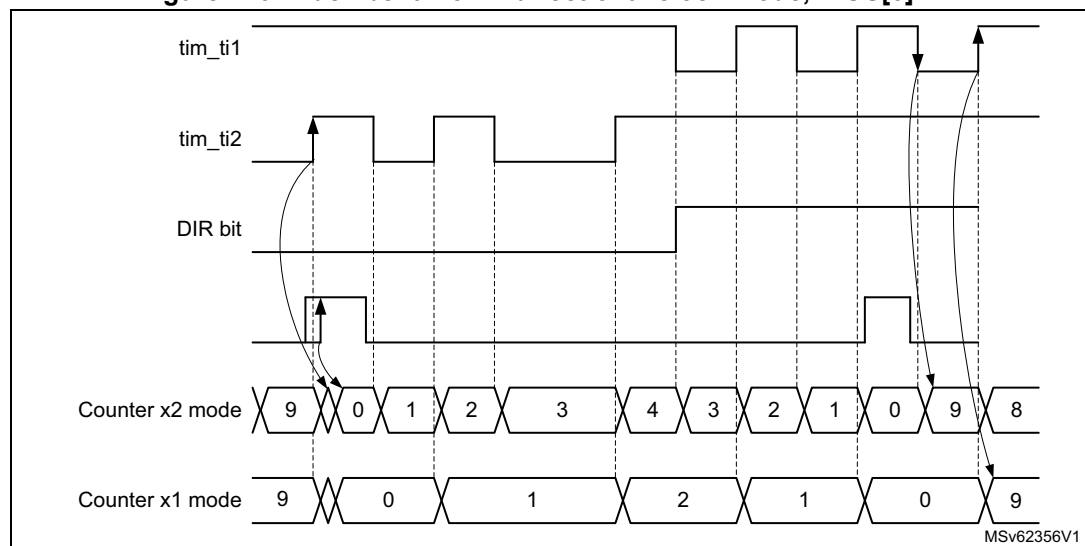 tim_ti1
tim_ti2
DIR bit
Counter x2 mode 9 0 1 2 3 4 3 2 1 0 9 8
Counter x1 mode 9 0 1 2 1 0 9
MSv62356V1